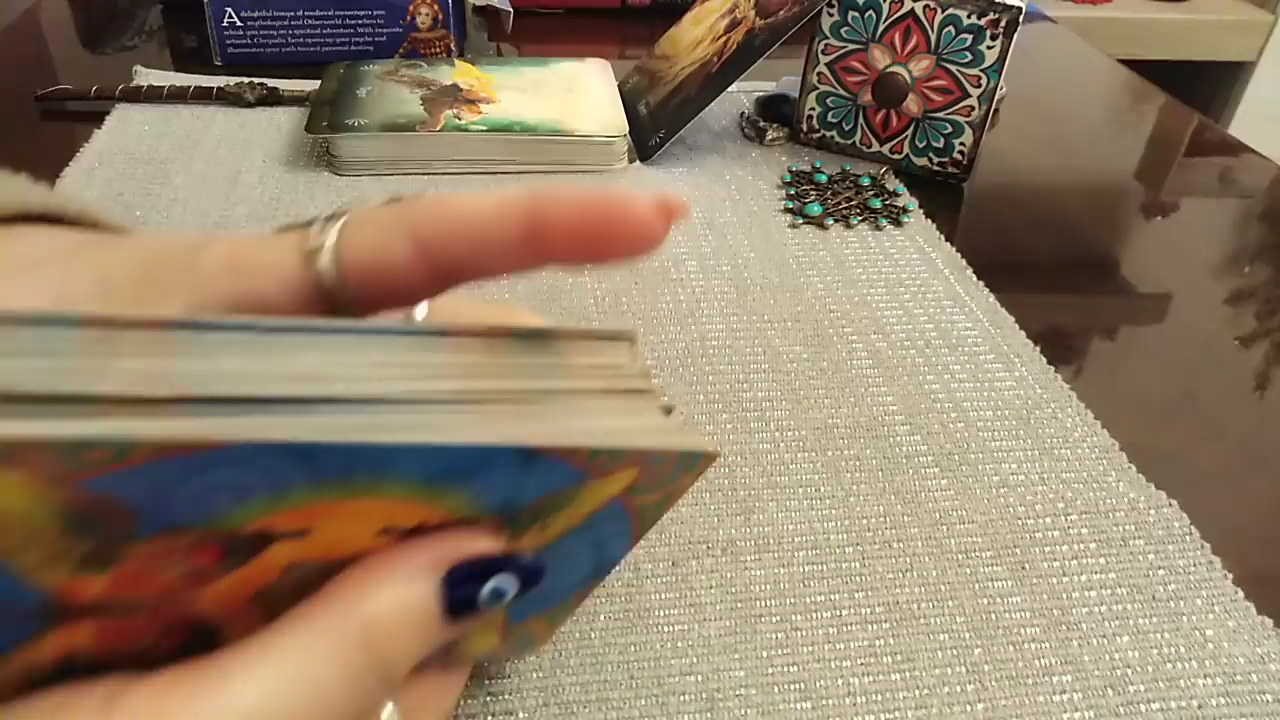 A delightful troupe of medieval messengers join
mythological and Otherworld characters to
whisk you away on a spiritual adventure. With exquisite
artwork, Chrysalis Tarot opens up your psyche and
illuminates your path toward personal destiny.